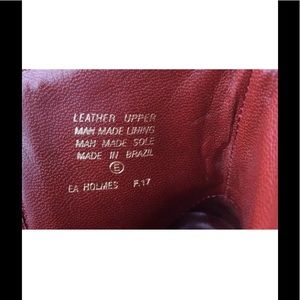 LEATHER UPPER
MAN MADE LINING
MAN MADE SOLE
MADE IN BRAZIL
E
EA HOLMES F.17